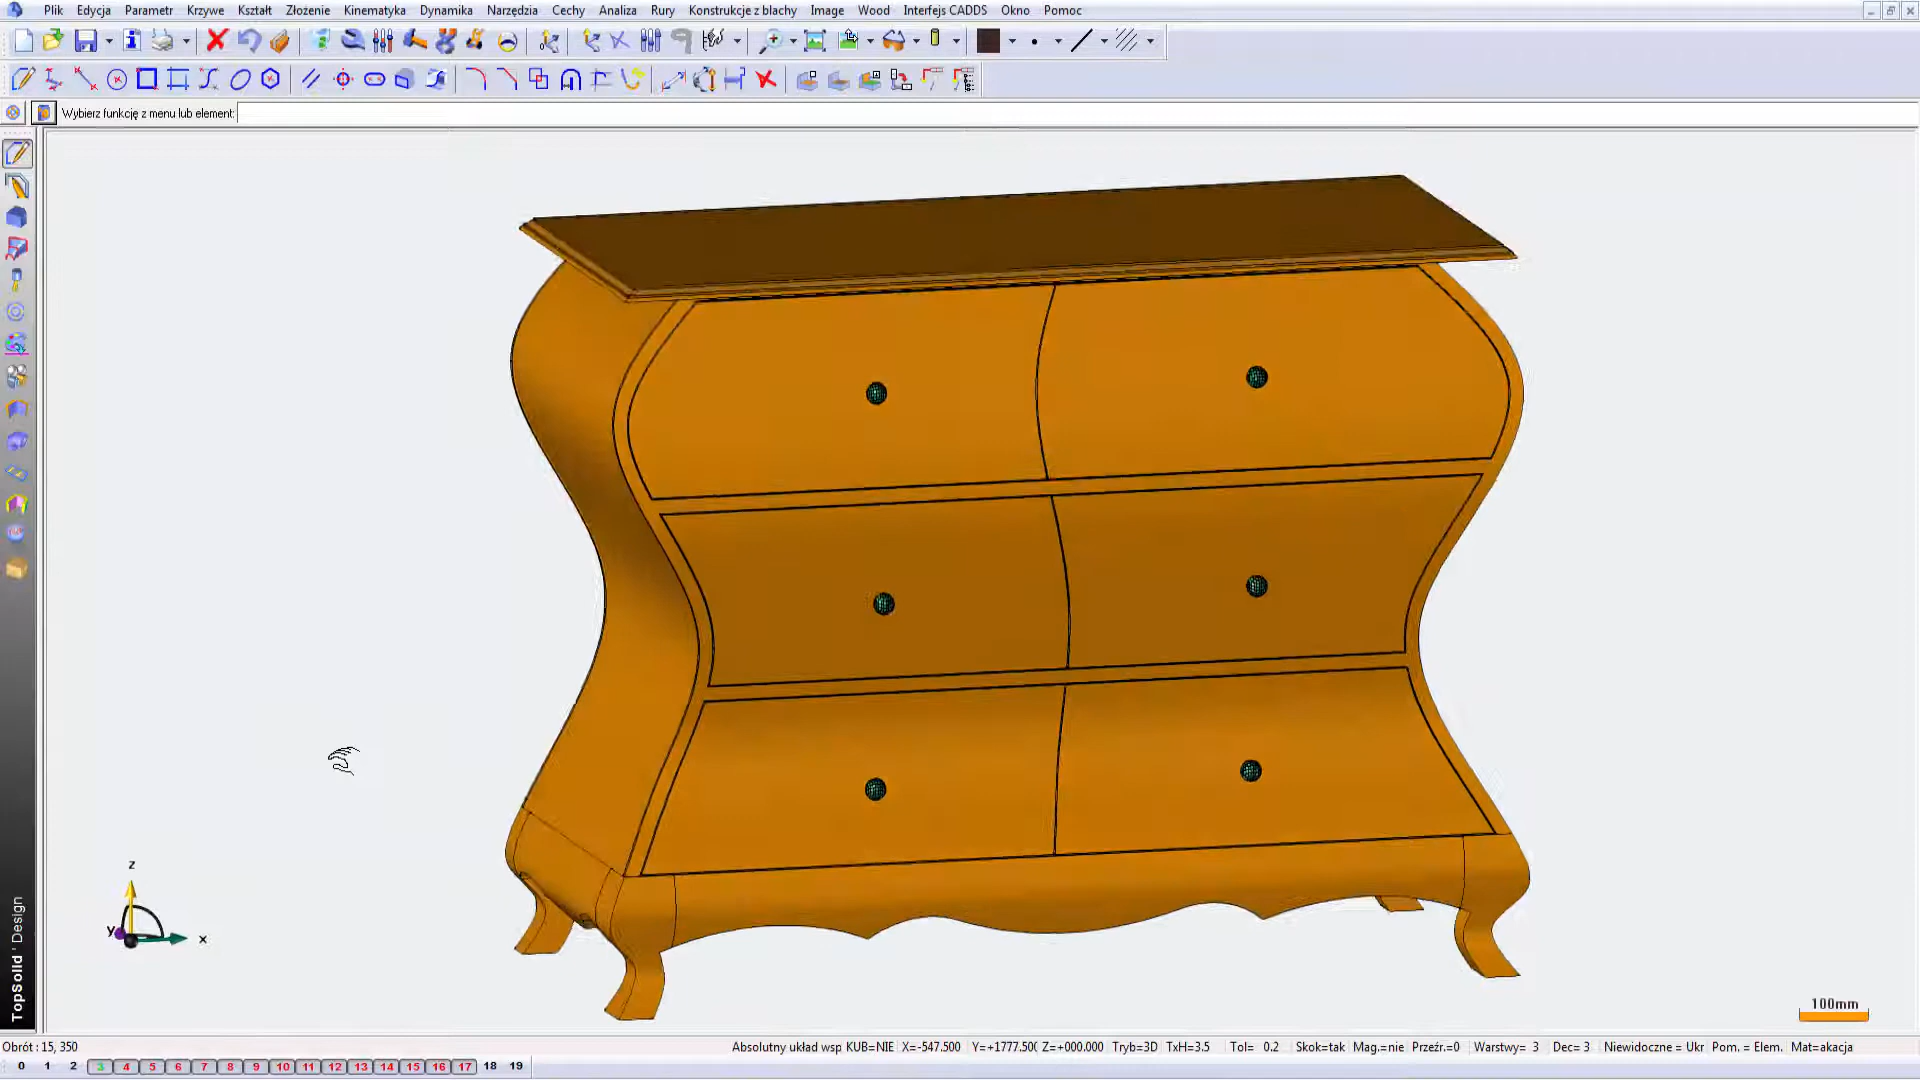 Plik Edycja Parametr Krzywe Kształt Złożenie Kinematyka Dynamika Narzędzia Cechy Analiza Rury Konstrukcje z blachy Image Wood Interfejs CADDS Okno Pomoc
Wybierz funkcję z menu lub element:
z
y
x
TopSolid ' Design
100mm
Obrót : 15, 350
Absolutny układ wsp KUB=NIE X=-547.500 Y=+1777.500 Z=+000.000 Tryb=3D TxH=3.5 Tol= 0.2 Skok=tak Mag.=nie Przeźr.=0 Warstwy= 3 Dec= 3 Niewidoczne = Ukr Pom. = Elem. Mat=akacja
0 1 2 3 4 5 6 7 8 9 10 11 12 13 14 15 16 17 18 19